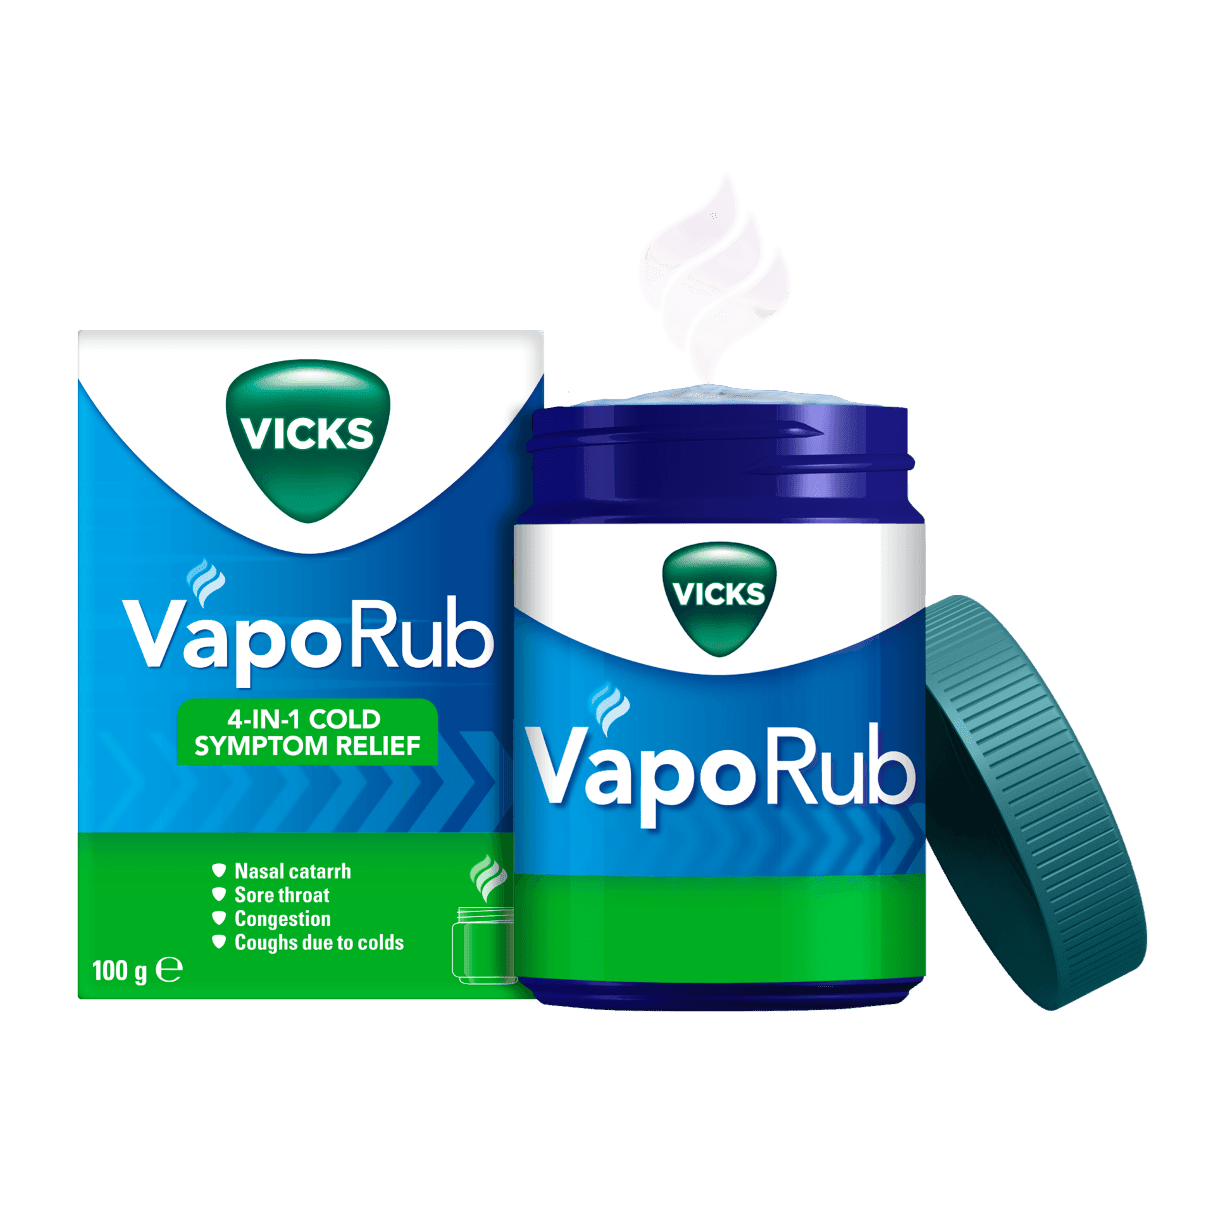 VICKS
VapoRub
4-IN-1 COLD
SYMPTOM RELIEF
Nasal catarrh
Sore throat
Congestion
Coughs due to colds
100 g ℮
VICKS
VapoRub